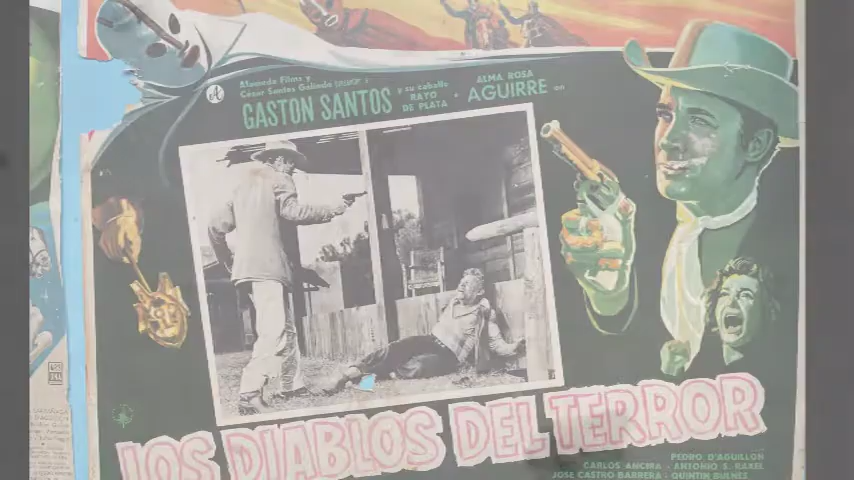 Alameda Films y
César Santos Galindo
GASTON SANTOS
y su caballo
RAYO
DE PLATA
ALMA ROSA
AGUIRRE en
LOS DIABLOS DEL TERROR
PEDRO D'AGUILLON
CARLOS ANCIRA - ANTONIO S. RAXEL
JOSE CASTRO BARRERA - QUINTIN BULNES